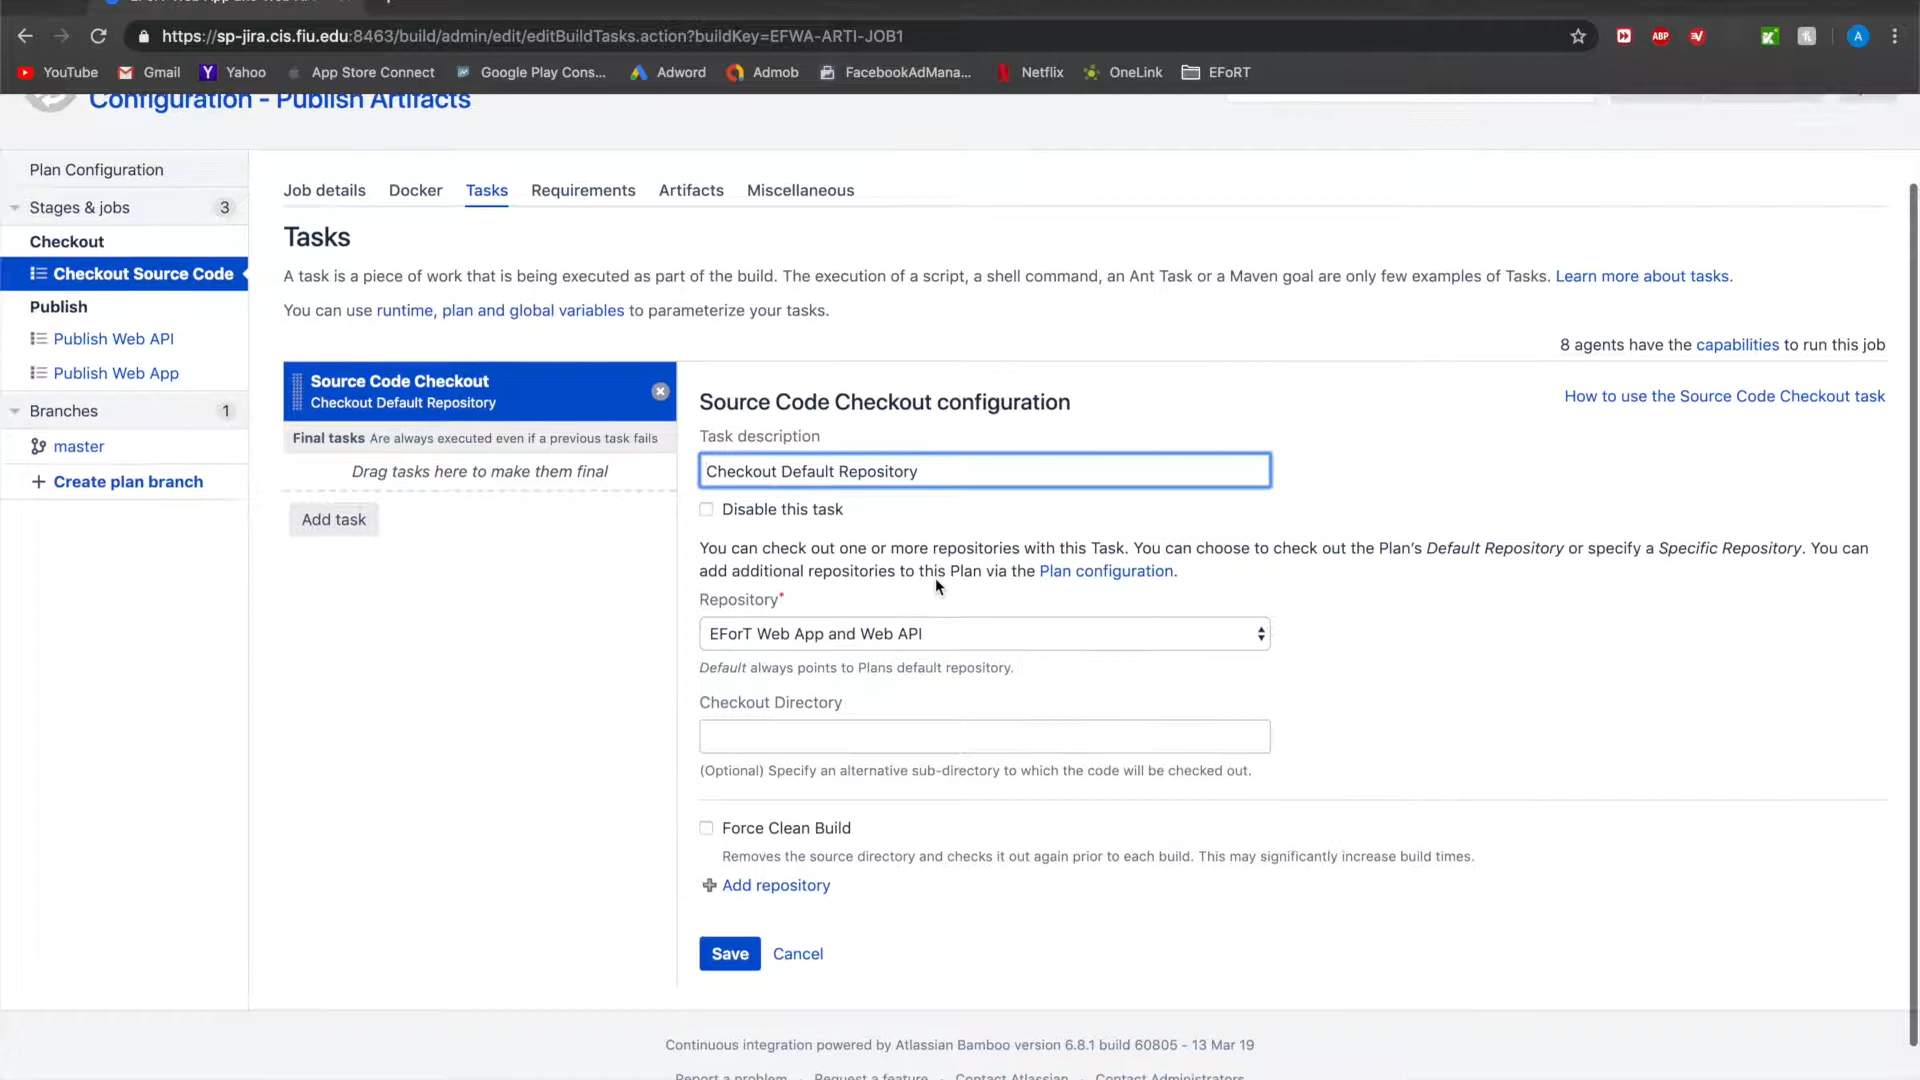 https://sp-jira.cis.fiu.edu:8463/build/admin/edit/editBuildTasks.action?buildKey=EFWA-ARTI-JOB1
ABP
A
YouTube
Gmail
Yahoo
App Store Connect
Google Play Cons...
Adword
Admob
FacebookAdMana...
Netflix
OneLink
EFoRT
Configuration - Publish Artifacts
Plan Configuration
Stages & jobs 3
Checkout
Checkout Source Code
Publish
Publish Web API
Publish Web App
Branches 1
master
Create plan branch
Job details
Docker
Tasks
Requirements
Artifacts
Miscellaneous
Tasks
A task is a piece of work that is being executed as part of the build. The execution of a script, a shell command, an Ant Task or a Maven goal are only few examples of Tasks. Learn more about tasks.
You can use runtime, plan and global variables to parameterize your tasks.
8 agents have the capabilities to run this job
Source Code Checkout
Checkout Default Repository
Final tasks Are always executed even if a previous task fails
Drag tasks here to make them final
Add task
Source Code Checkout configuration
How to use the Source Code Checkout task
Task description
Checkout Default Repository
Disable this task
You can check out one or more repositories with this Task. You can choose to check out the Plan's Default Repository or specify a Specific Repository. You can
add additional repositories to this Plan via the Plan configuration.
Repository*
EForT Web App and Web API
Default always points to Plans default repository.
Checkout Directory
(Optional) Specify an alternative sub-directory to which the code will be checked out.
Force Clean Build
Removes the source directory and checks it out again prior to each build. This may significantly increase build times.
Add repository
Save
Cancel
Continuous integration powered by Atlassian Bamboo version 6.8.1 build 60805 - 13 Mar 19
Report a problem
Request a feature
Contact Atlassian
Contact Administrators